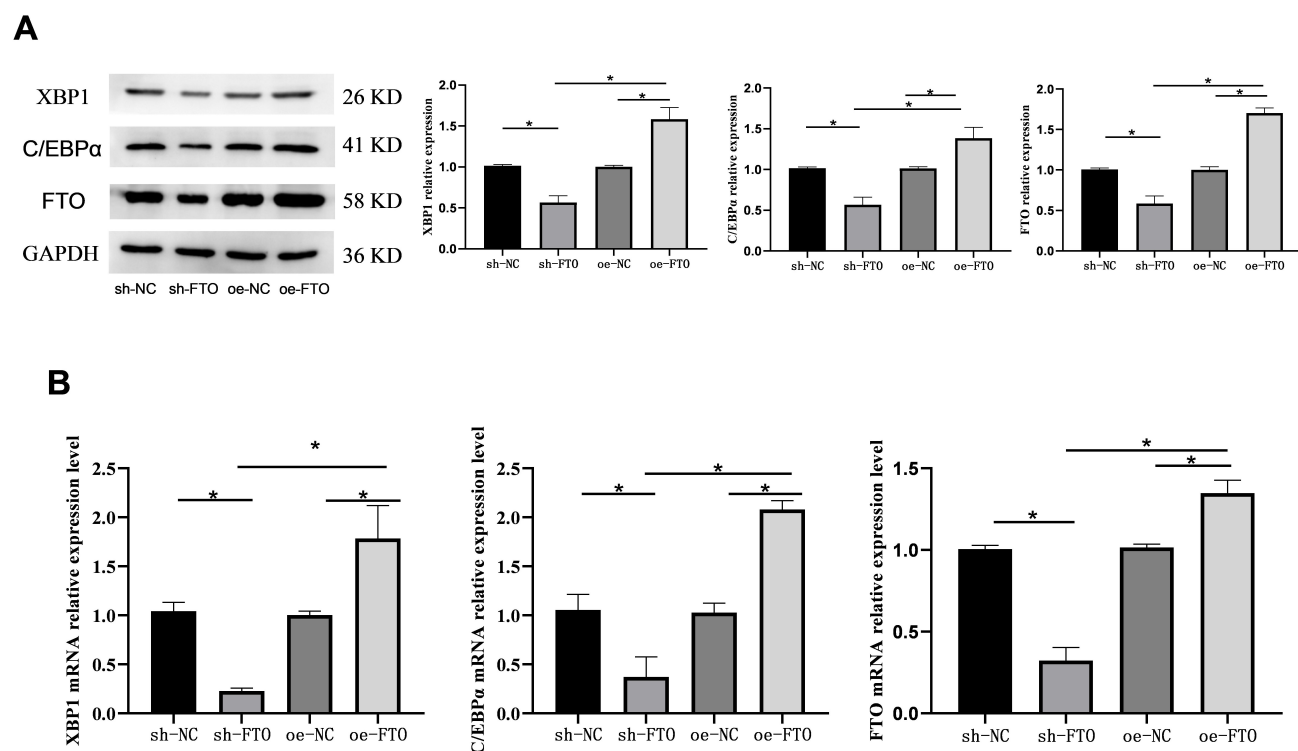 A
XBP1 26 KD
C/EBPα 41 KD
FTO 58 KD
GAPDH 36 KD
sh-NC sh-FTO oe-NC oe-FTO
XBP1 relative expression
2.0
1.5
1.0
0.5
0.0
* * *
sh-NC sh-FTO oe-NC oe-FTO
C/EBPα relative expression
2.0
1.5
1.0
0.5
0.0
* * *
sh-NC sh-FTO oe-NC oe-FTO
FTO relative expression
2.0
1.5
1.0
0.5
0.0
* * *
sh-NC sh-FTO oe-NC oe-FTO
B
XBP1 mRNA relative expression level
2.5
2.0
1.5
1.0
0.5
0.0
* * *
sh-NC sh-FTO oe-NC oe-FTO
C/EBPα mRNA relative expression level
2.5
2.0
1.5
1.0
0.5
0.0
* * *
sh-NC sh-FTO oe-NC oe-FTO
FTO mRNA relative expression level
1.5
1.0
0.5
0.0
* * *
sh-NC sh-FTO oe-NC oe-FTO